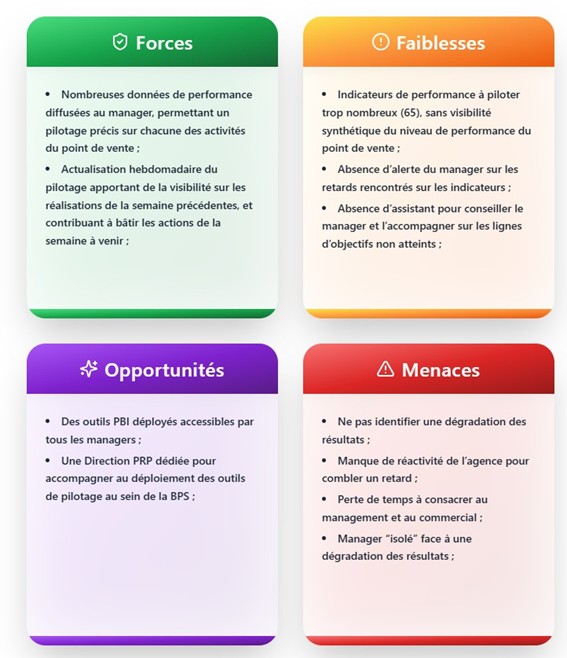 Forces
• Nombreuses données de performance
diffusées au manager, permettant un
pilotage précis sur chacune des activités
du point de vente ;
• Actualisation hebdomadaire du
pilotage apportant de la visibilité sur les
réalisations de la semaine précédentes, et
contribuant à bâtir les actions de la
semaine à venir ;
Faiblesses
• Indicateurs de performance à piloter
trop nombreux (65), sans visibilité
synthétique du niveau de performance du
point de vente ;
• Absence d’alerte du manager sur les
retards rencontrés sur les indicateurs ;
• Absence d’assistant pour conseiller le
manager et l’accompagner sur les lignes
d’objectifs non atteints ;
Opportunités
• Des outils PBI déployés accessibles par
tous les managers ;
• Une Direction PRP dédiée pour
accompagner au déploiement des outils
de pilotage au sein de la BPS ;
Menaces
• Ne pas identifier une dégradation des
résultats ;
• Manque de réactivité de l’agence pour
combler un retard ;
• Perte de temps à consacrer au
management et au commercial ;
• Manager “isolé” face à une
dégradation des résultats ;